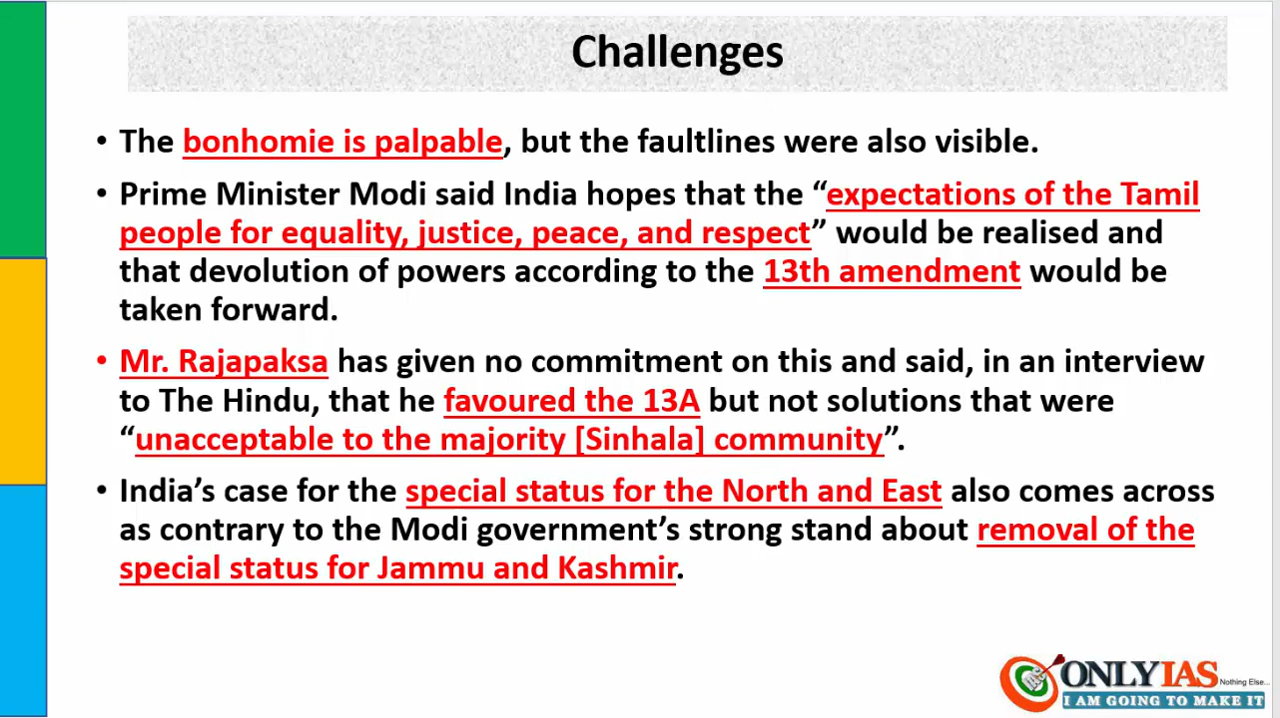 Challenges
• The bonhomie is palpable, but the faultlines were also visible.
• Prime Minister Modi said India hopes that the “expectations of the Tamil
people for equality, justice, peace, and respect” would be realised and
that devolution of powers according to the 13th amendment would be
taken forward.
• Mr. Rajapaksa has given no commitment on this and said, in an interview
to The Hindu, that he favoured the 13A but not solutions that were
“unacceptable to the majority [Sinhala] community”.
• India’s case for the special status for the North and East also comes across
as contrary to the Modi government’s strong stand about removal of the
special status for Jammu and Kashmir.
ONLYIAS Nothing Else...
I AM GOING TO MAKE IT